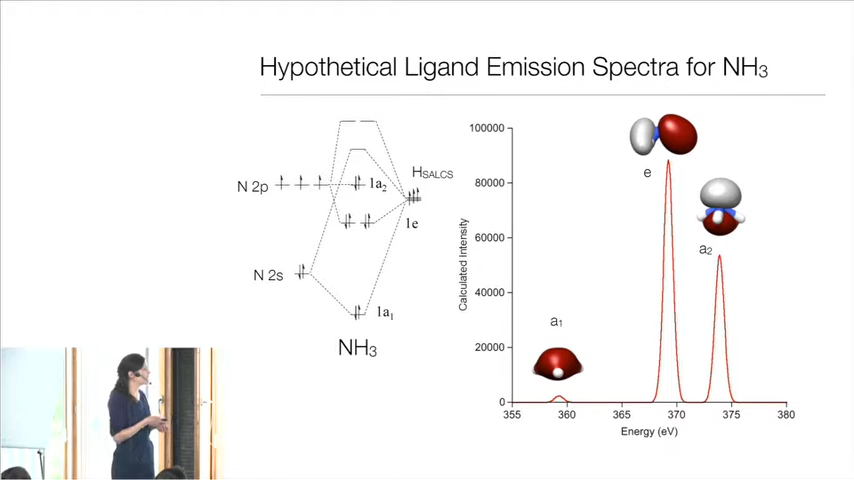 Hypothetical Ligand Emission Spectra for NH3
N 2p
1a2
HSALCS
1e
N 2s
1a1
NH3
Calculated Intensity
100000
80000
60000
40000
20000
0
355
360
365
370
375
380
Energy (eV)
a1
e
a2